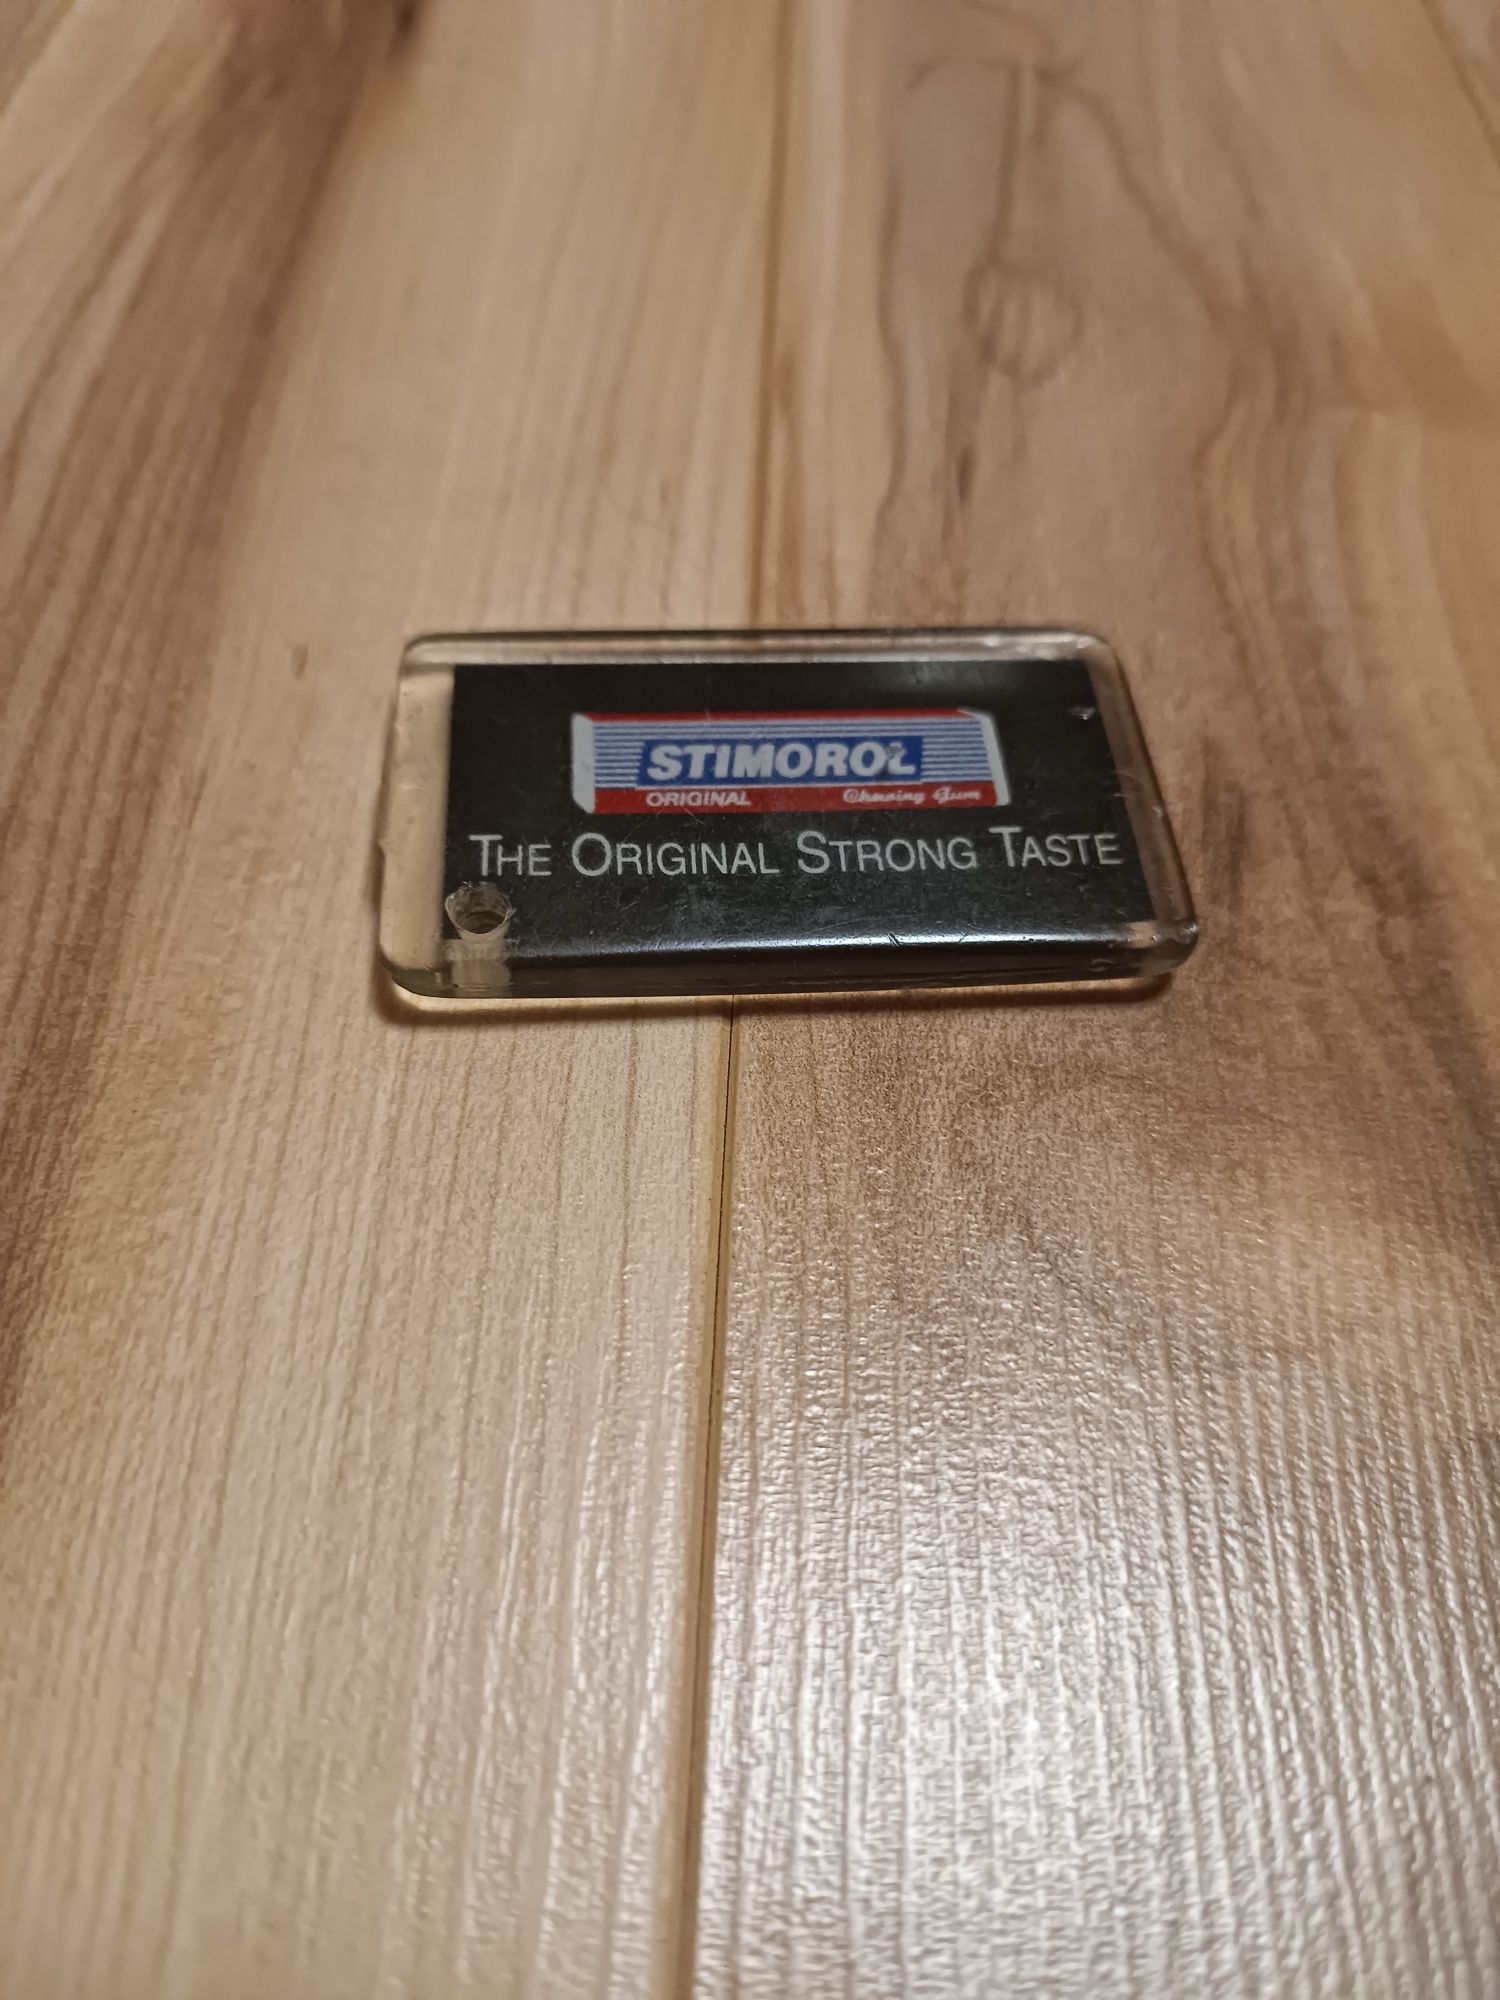 STIMOROL
ORIGINAL Chewing Gum
THE ORIGINAL STRONG TASTE